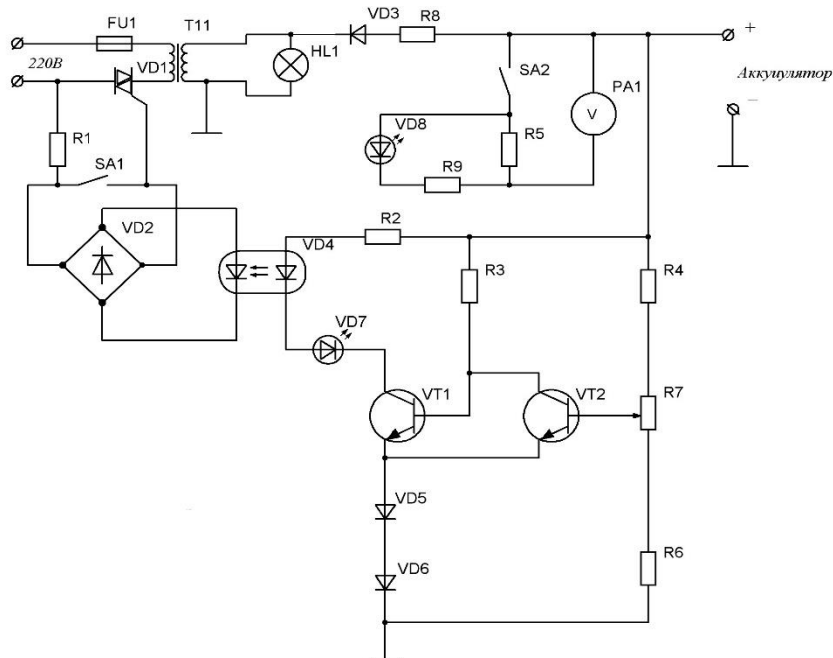 FU1
T11
VD3
R8
+
220В
VD1
HL1
SA2
PA1
Аккумулятор
−
V
R1
VD8
R5
SA1
R9
VD2
VD4
R2
R3
R4
VD7
VT1
VT2
R7
VD5
VD6
R6